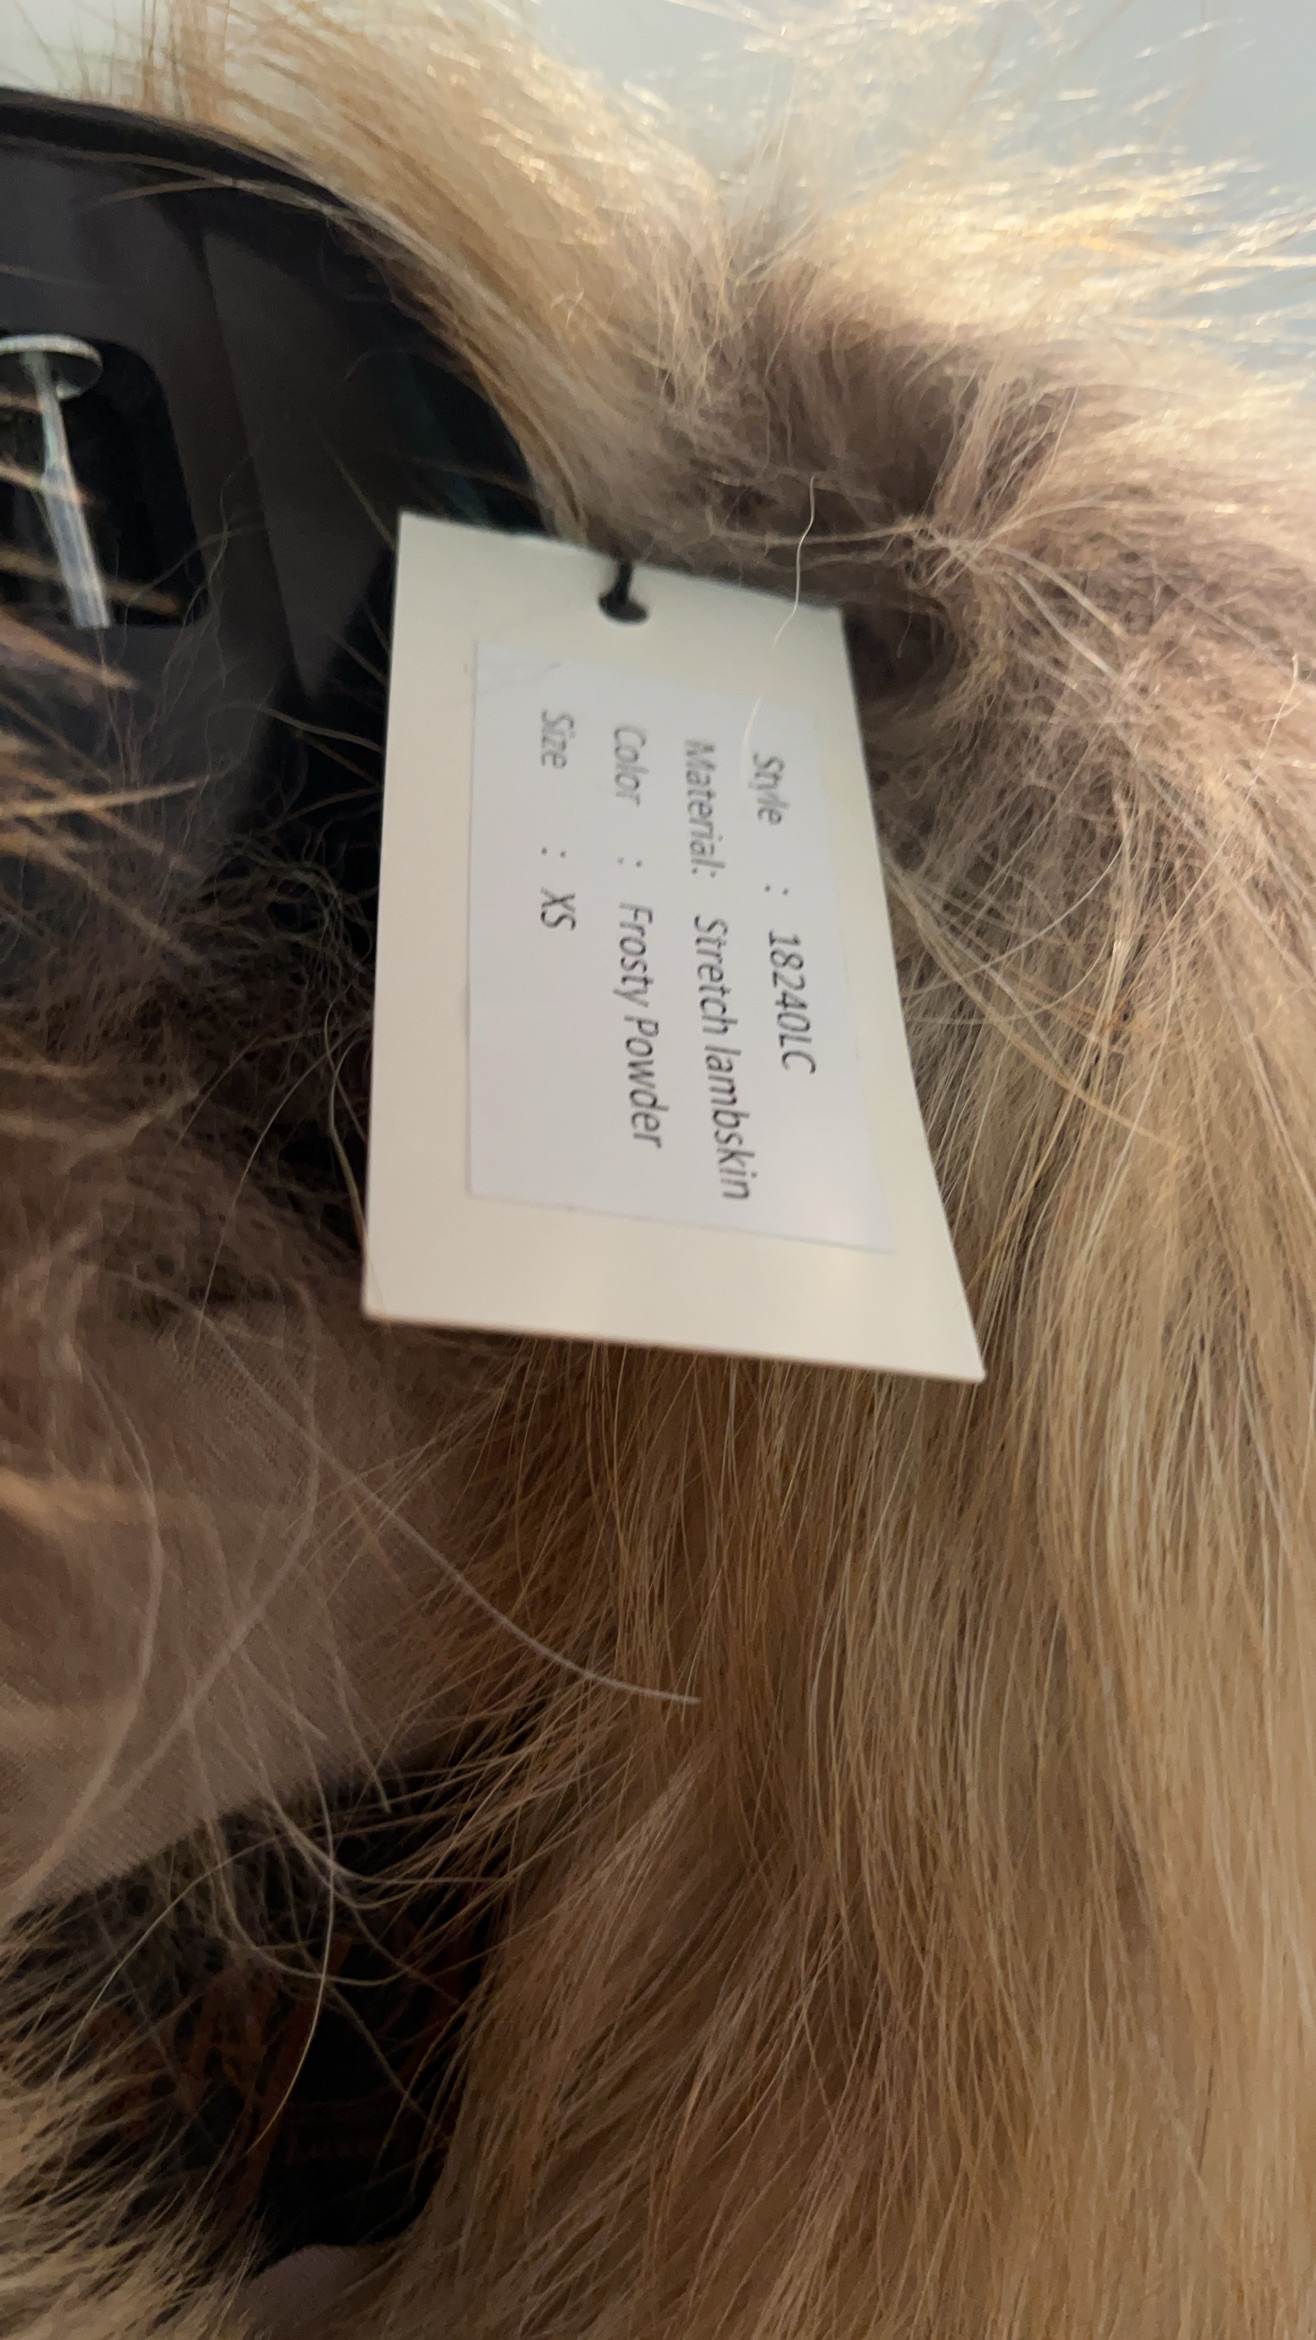 Style : 18240LC
Material: Stretch lambskin
Color : Frosty Powder
Size : XS